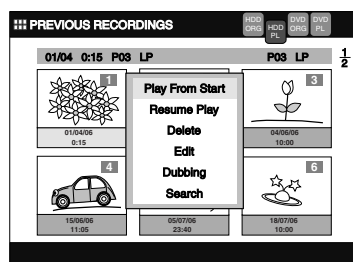 PREVIOUS RECORDINGS
HDD ORG
HDD PL
DVD ORG
DVD PL
01/04 0:15 P03 LP P03 LP
1/2
1
3
Play From Start
Resume Play
Delete
Edit
Dubbing
Search
01/04/06
0:15
04/06/06
10:00
4
6
15/06/06
11:05
05/07/06
23:40
18/07/06
10:00